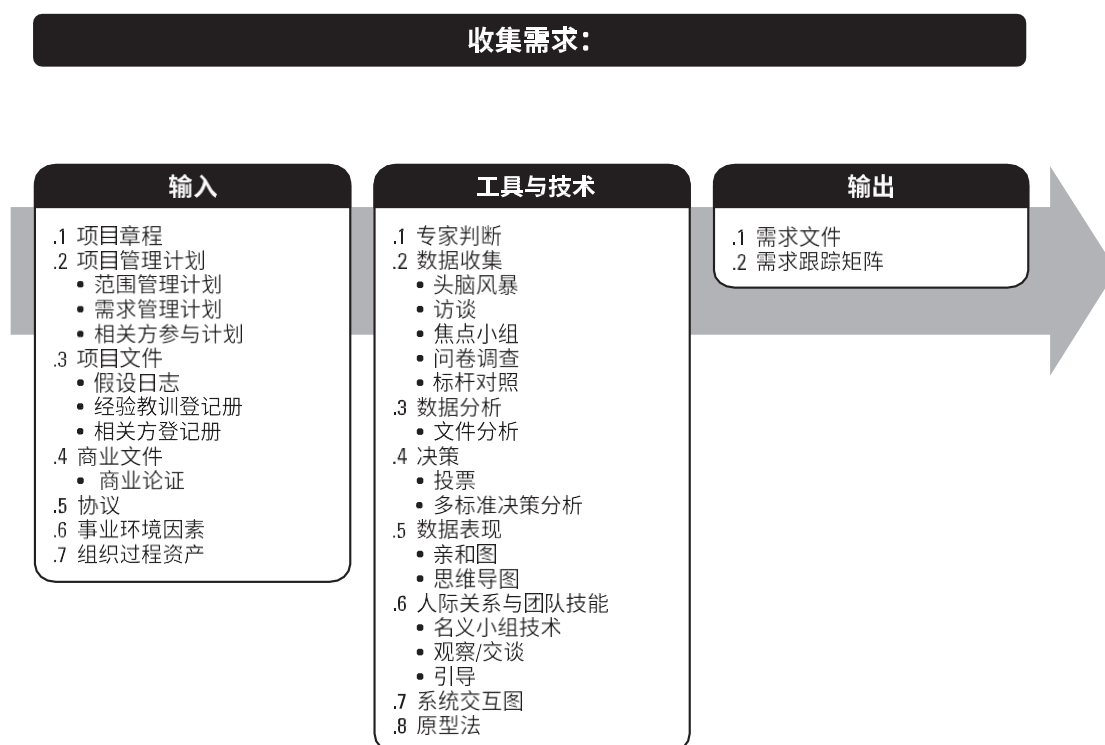 收集需求：
输入
.1 项目章程
.2 项目管理计划
• 范围管理计划
• 需求管理计划
• 相关方参与计划
.3 项目文件
• 假设日志
• 经验教训登记册
• 相关方登记册
.4 商业文件
• 商业论证
.5 协议
.6 事业环境因素
.7 组织过程资产
工具与技术
.1 专家判断
.2 数据收集
• 头脑风暴
• 访谈
• 焦点小组
• 问卷调查
• 标杆对照
.3 数据分析
• 文件分析
.4 决策
• 投票
• 多标准决策分析
.5 数据表现
• 亲和图
• 思维导图
.6 人际关系与团队技能
• 名义小组技术
• 观察/交谈
• 引导
.7 系统交互图
.8 原型法
输出
.1 需求文件
.2 需求跟踪矩阵